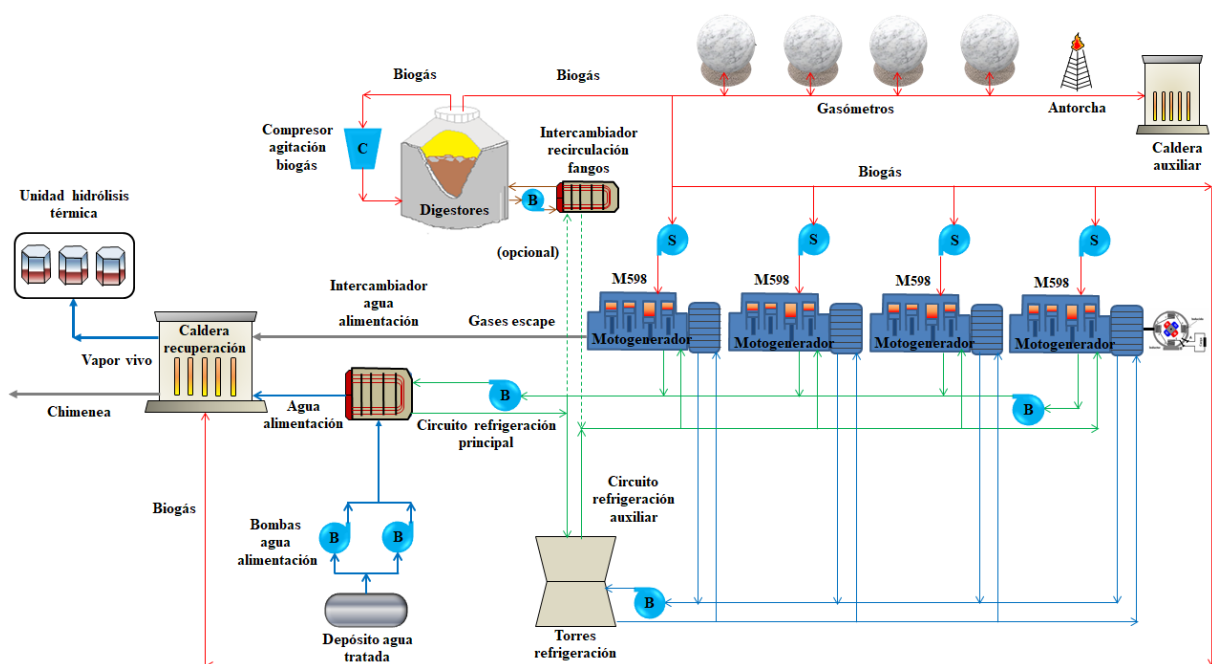 Biogás
Biogás
Gasómetros
Antorcha
Caldera
auxiliar
Compresor
agitación
biogás
C
Digestores
B
Intercambiador
recirculación
fangos
(opcional)
Biogás
Unidad hidrólisis
térmica
S
S
S
S
M598
M598
M598
M598
Motogenerador
Motogenerador
Motogenerador
Motogenerador
Intercambiador
agua
alimentación
Gases escape
Caldera
recuperación
Vapor vivo
Chimenea
Agua
alimentación
B
Circuito refrigeración
principal
B
Circuito
refrigeración
auxiliar
Biogás
Bombas
agua
alimentación
B
B
B
Depósito agua
tratada
Torres
refrigeración